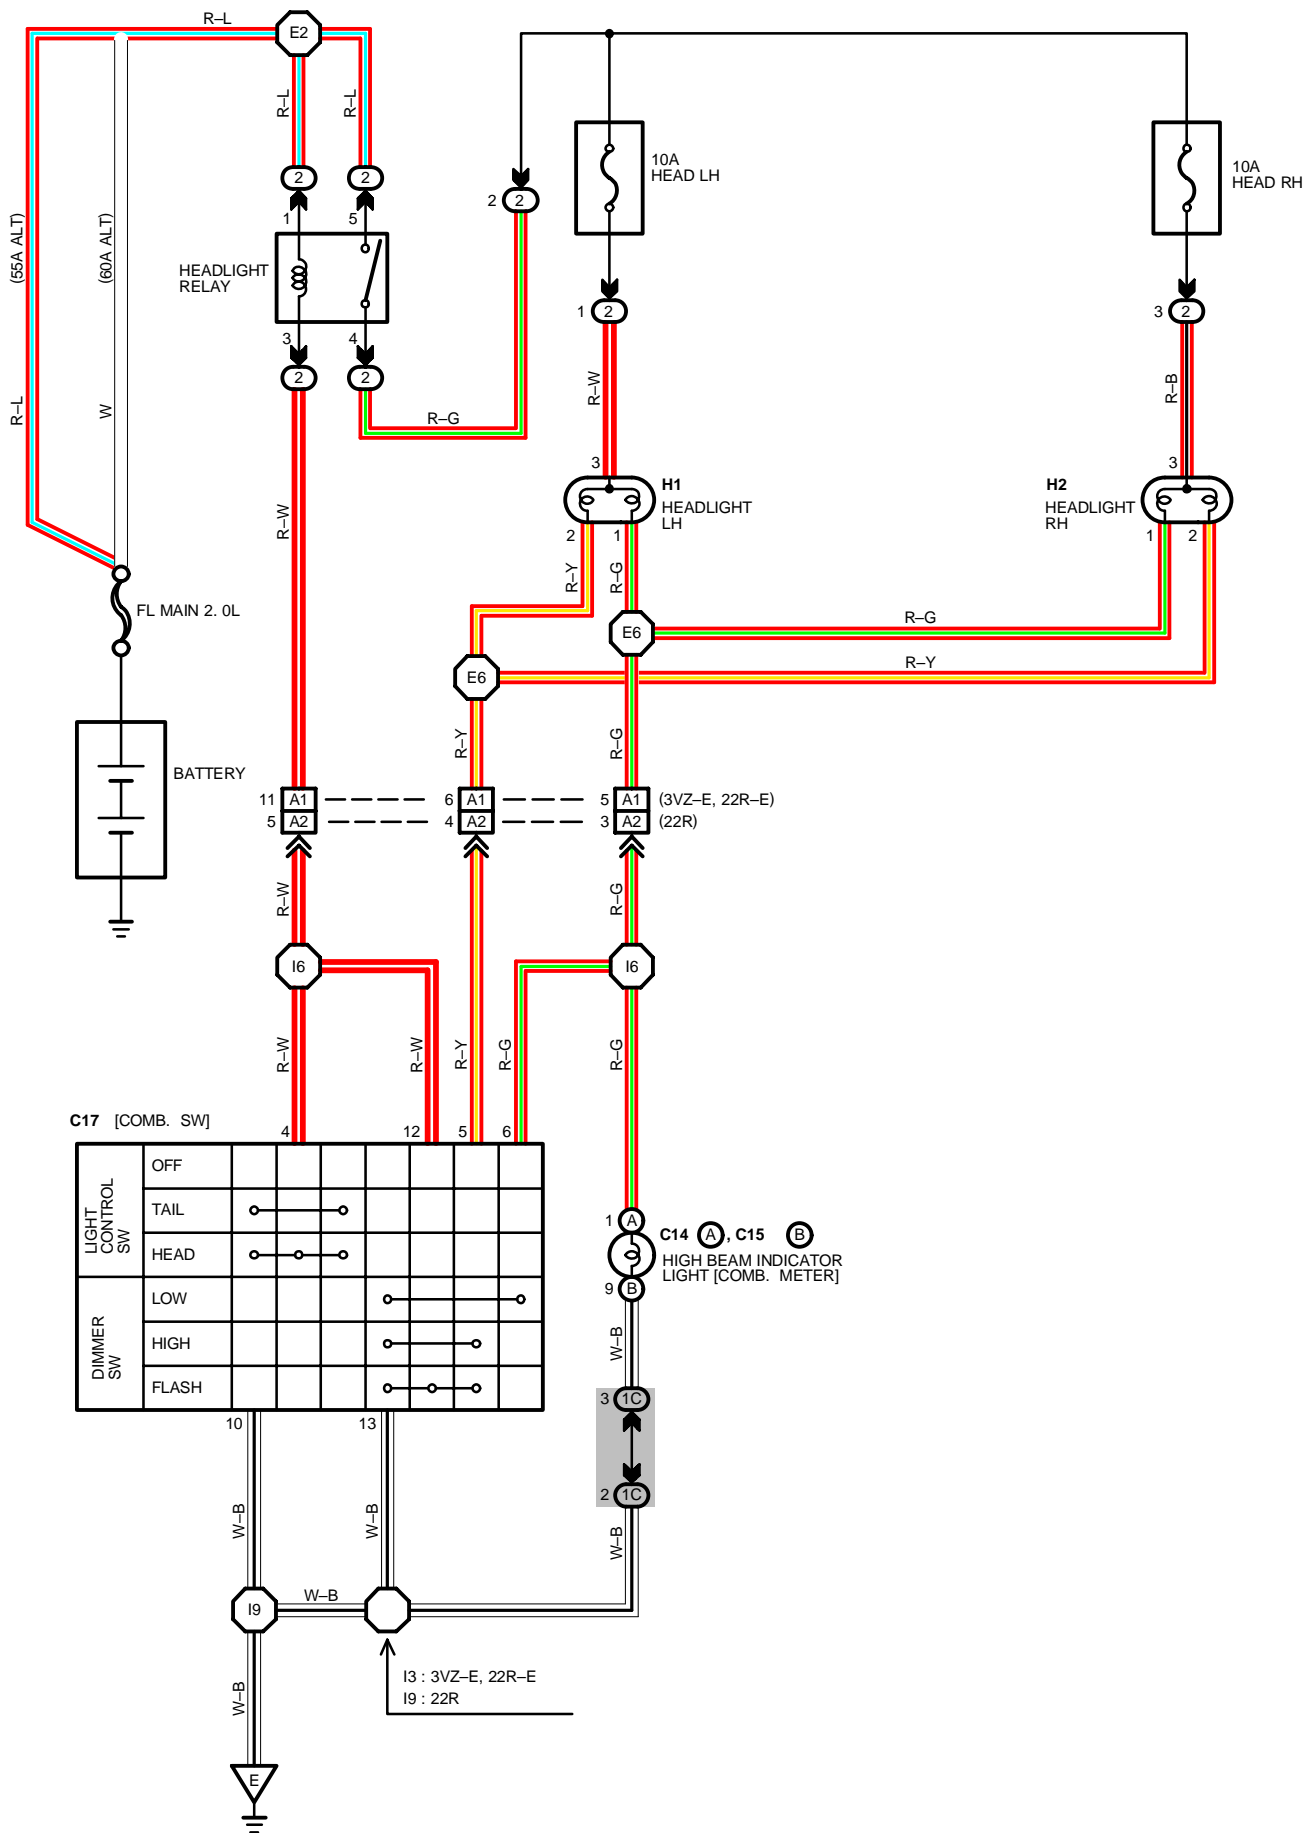 R–L
E2
R–L
R–L
2
2
1
5
HEADLIGHT
RELAY
3
4
2
2
R–G
2
2
10A
HEAD LH
10A
HEAD RH
1
2
3
2
R–W
R–B
(55A ALT)
(60A ALT)
R–L
W
R–W
3
H1
HEADLIGHT
LH
2
1
3
H2
HEADLIGHT
RH
1
2
R–Y
R–G
FL MAIN 2. 0L
E6
R–G
E6
R–Y
R–Y
R–G
BATTERY
11
A1
6
A1
5
A1
(3VZ–E, 22R–E)
5
A2
4
A2
3
A2
(22R)
R–W
R–G
I6
I6
R–W
R–W
R–Y
R–G
R–G
C17 [COMB. SW]
4
12
5
6
LIGHT
CONTROL
SW
OFF
TAIL
HEAD
DIMMER
SW
LOW
HIGH
FLASH
1
A
C14 A , C15 B
HIGH BEAM INDICATOR
LIGHT [COMB. METER]
9
B
W–B
3
1C
2
1C
W–B
10
13
W–B
W–B
I9
W–B
I3 : 3VZ–E, 22R–E
I9 : 22R
W–B
E